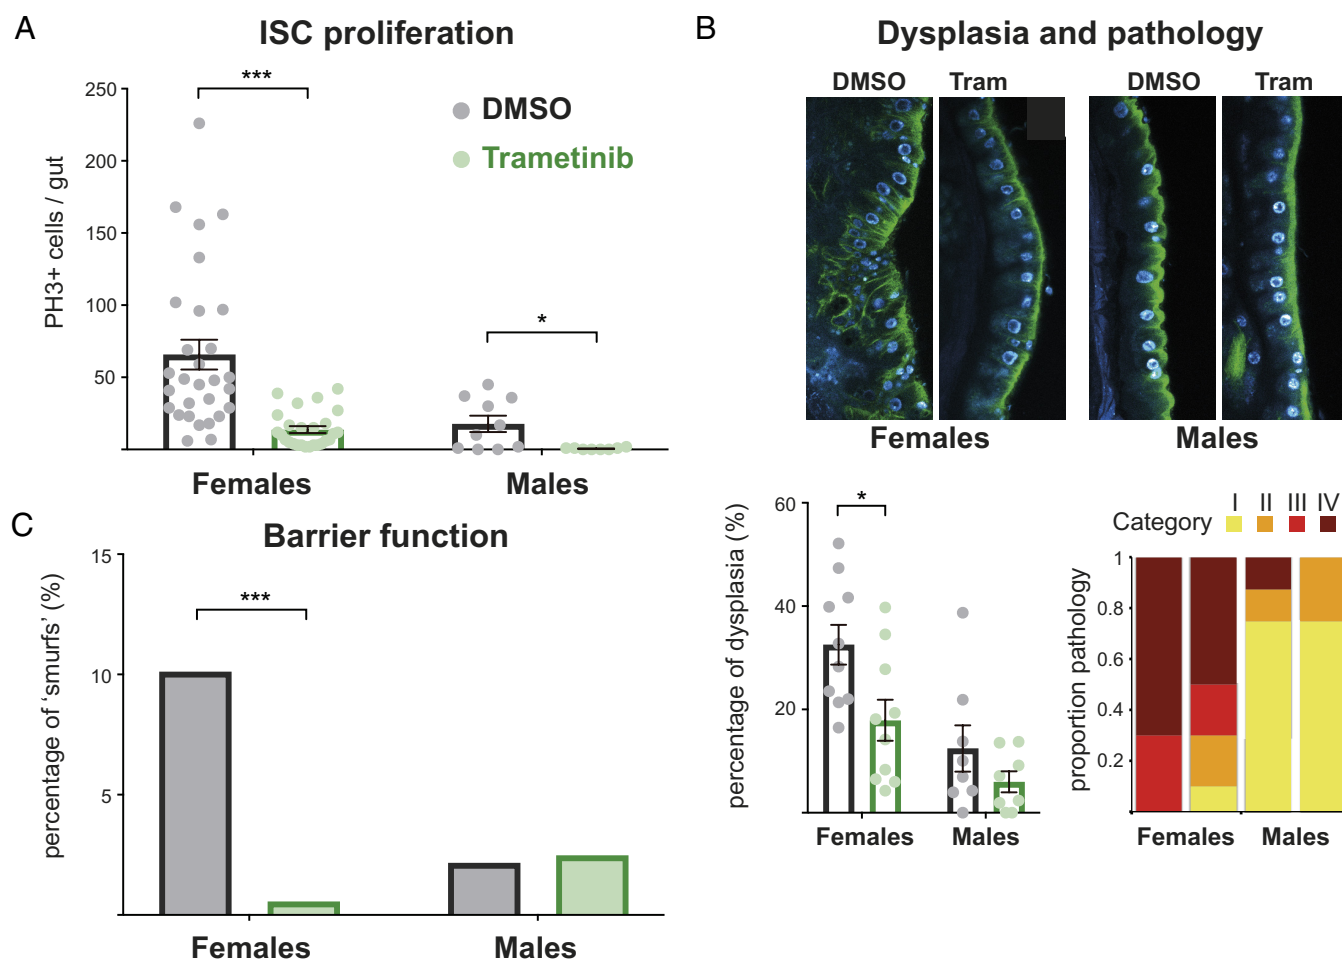 A
ISC proliferation
***
250
200
150
100
50
PH3+ cells / gut
DMSO
Trametinib
*
Females
Males
B
Dysplasia and pathology
DMSO
Tram
DMSO
Tram
Females
Males
60
40
20
percentage of dysplasia (%)
*
Females
Males
I II III IV
Category
1
0.8
0.6
0.4
0.2
proportion pathology
Females
Males
C
Barrier function
15
10
5
percentage of 'smurfs' (%)
***
Females
Males